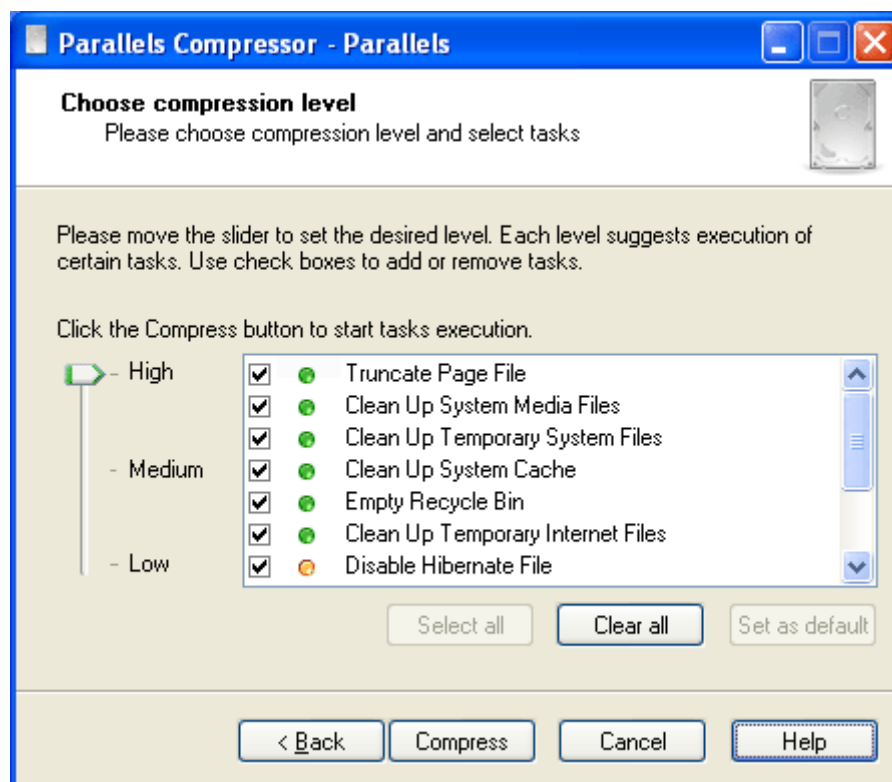 Parallels Compressor - Parallels
Choose compression level
Please choose compression level and select tasks
Please move the slider to set the desired level. Each level suggests execution of
certain tasks. Use check boxes to add or remove tasks.
Click the Compress button to start tasks execution.
High
Medium
Low
Truncate Page File
Clean Up System Media Files
Clean Up Temporary System Files
Clean Up System Cache
Empty Recycle Bin
Clean Up Temporary Internet Files
Disable Hibernate File
Select all
Clear all
Set as default
< Back
Compress
Cancel
Help